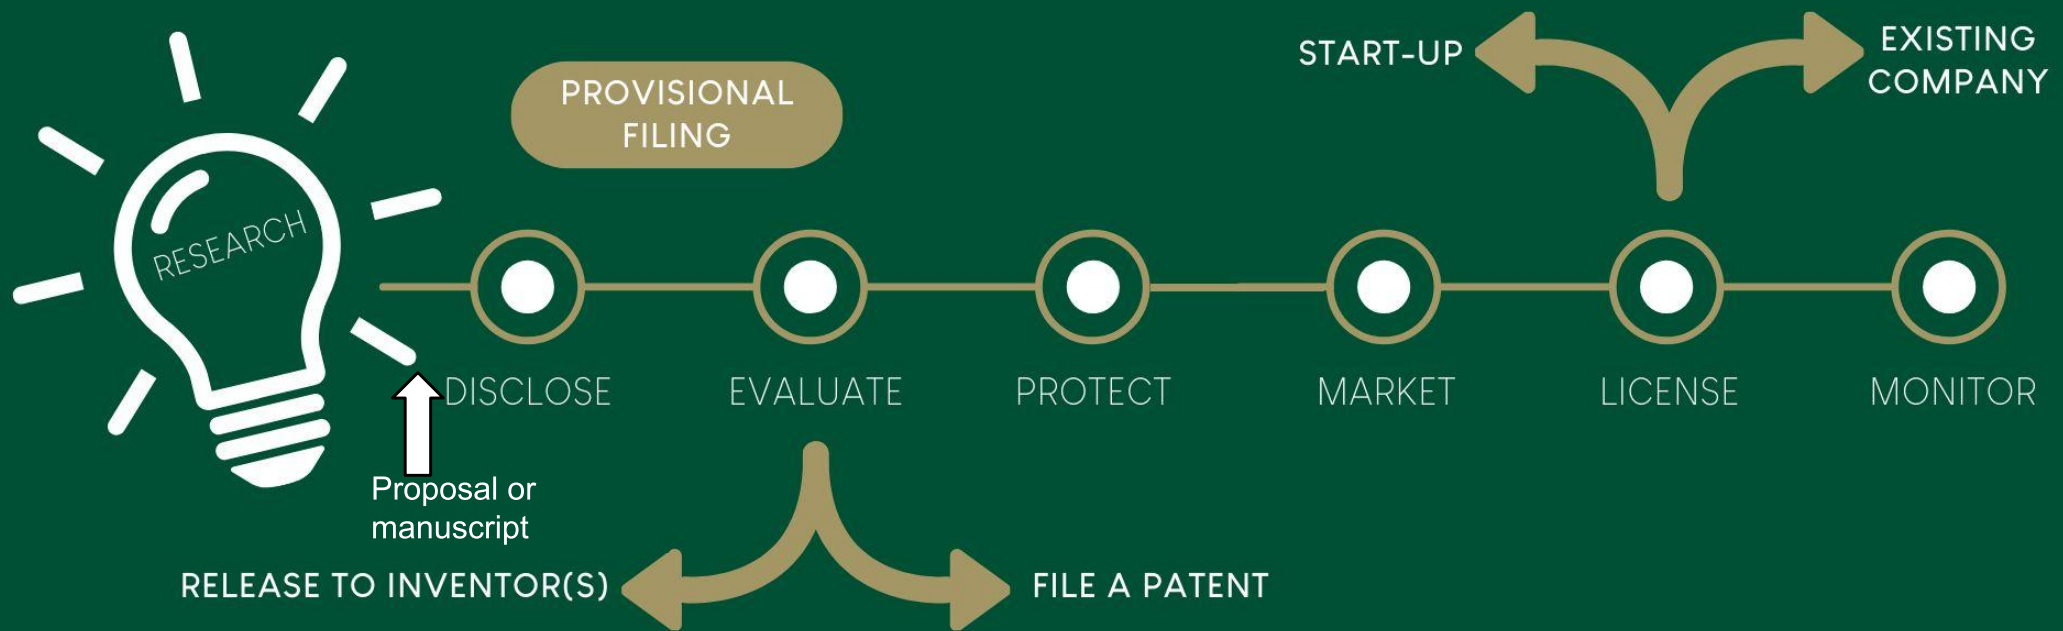 START-UP
EXISTING
COMPANY
PROVISIONAL
FILING
RESEARCH
DISCLOSE
EVALUATE
PROTECT
MARKET
LICENSE
MONITOR
Proposal or
manuscript
RELEASE TO INVENTOR(S)
FILE A PATENT